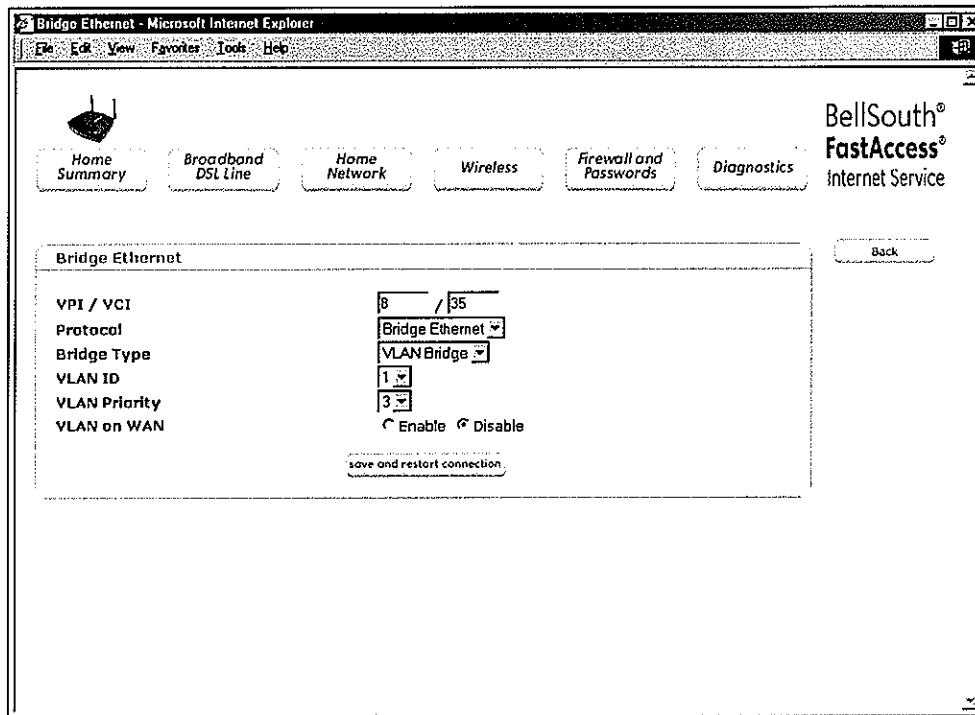 Bridge Ethernet - Microsoft Internet Explorer
File Edit View Favorites Tools Help
BellSouth®
FastAccess®
Internet Service
Home Summary
Broadband DSL Line
Home Network
Wireless
Firewall and Passwords
Diagnostics
Bridge Ethernet
Back
VPI / VCI 8 / 35
Protocol Bridge Ethernet
Bridge Type VLAN Bridge
VLAN ID 1
VLAN Priority 3
VLAN on WAN Enable Disable
save and restart connection